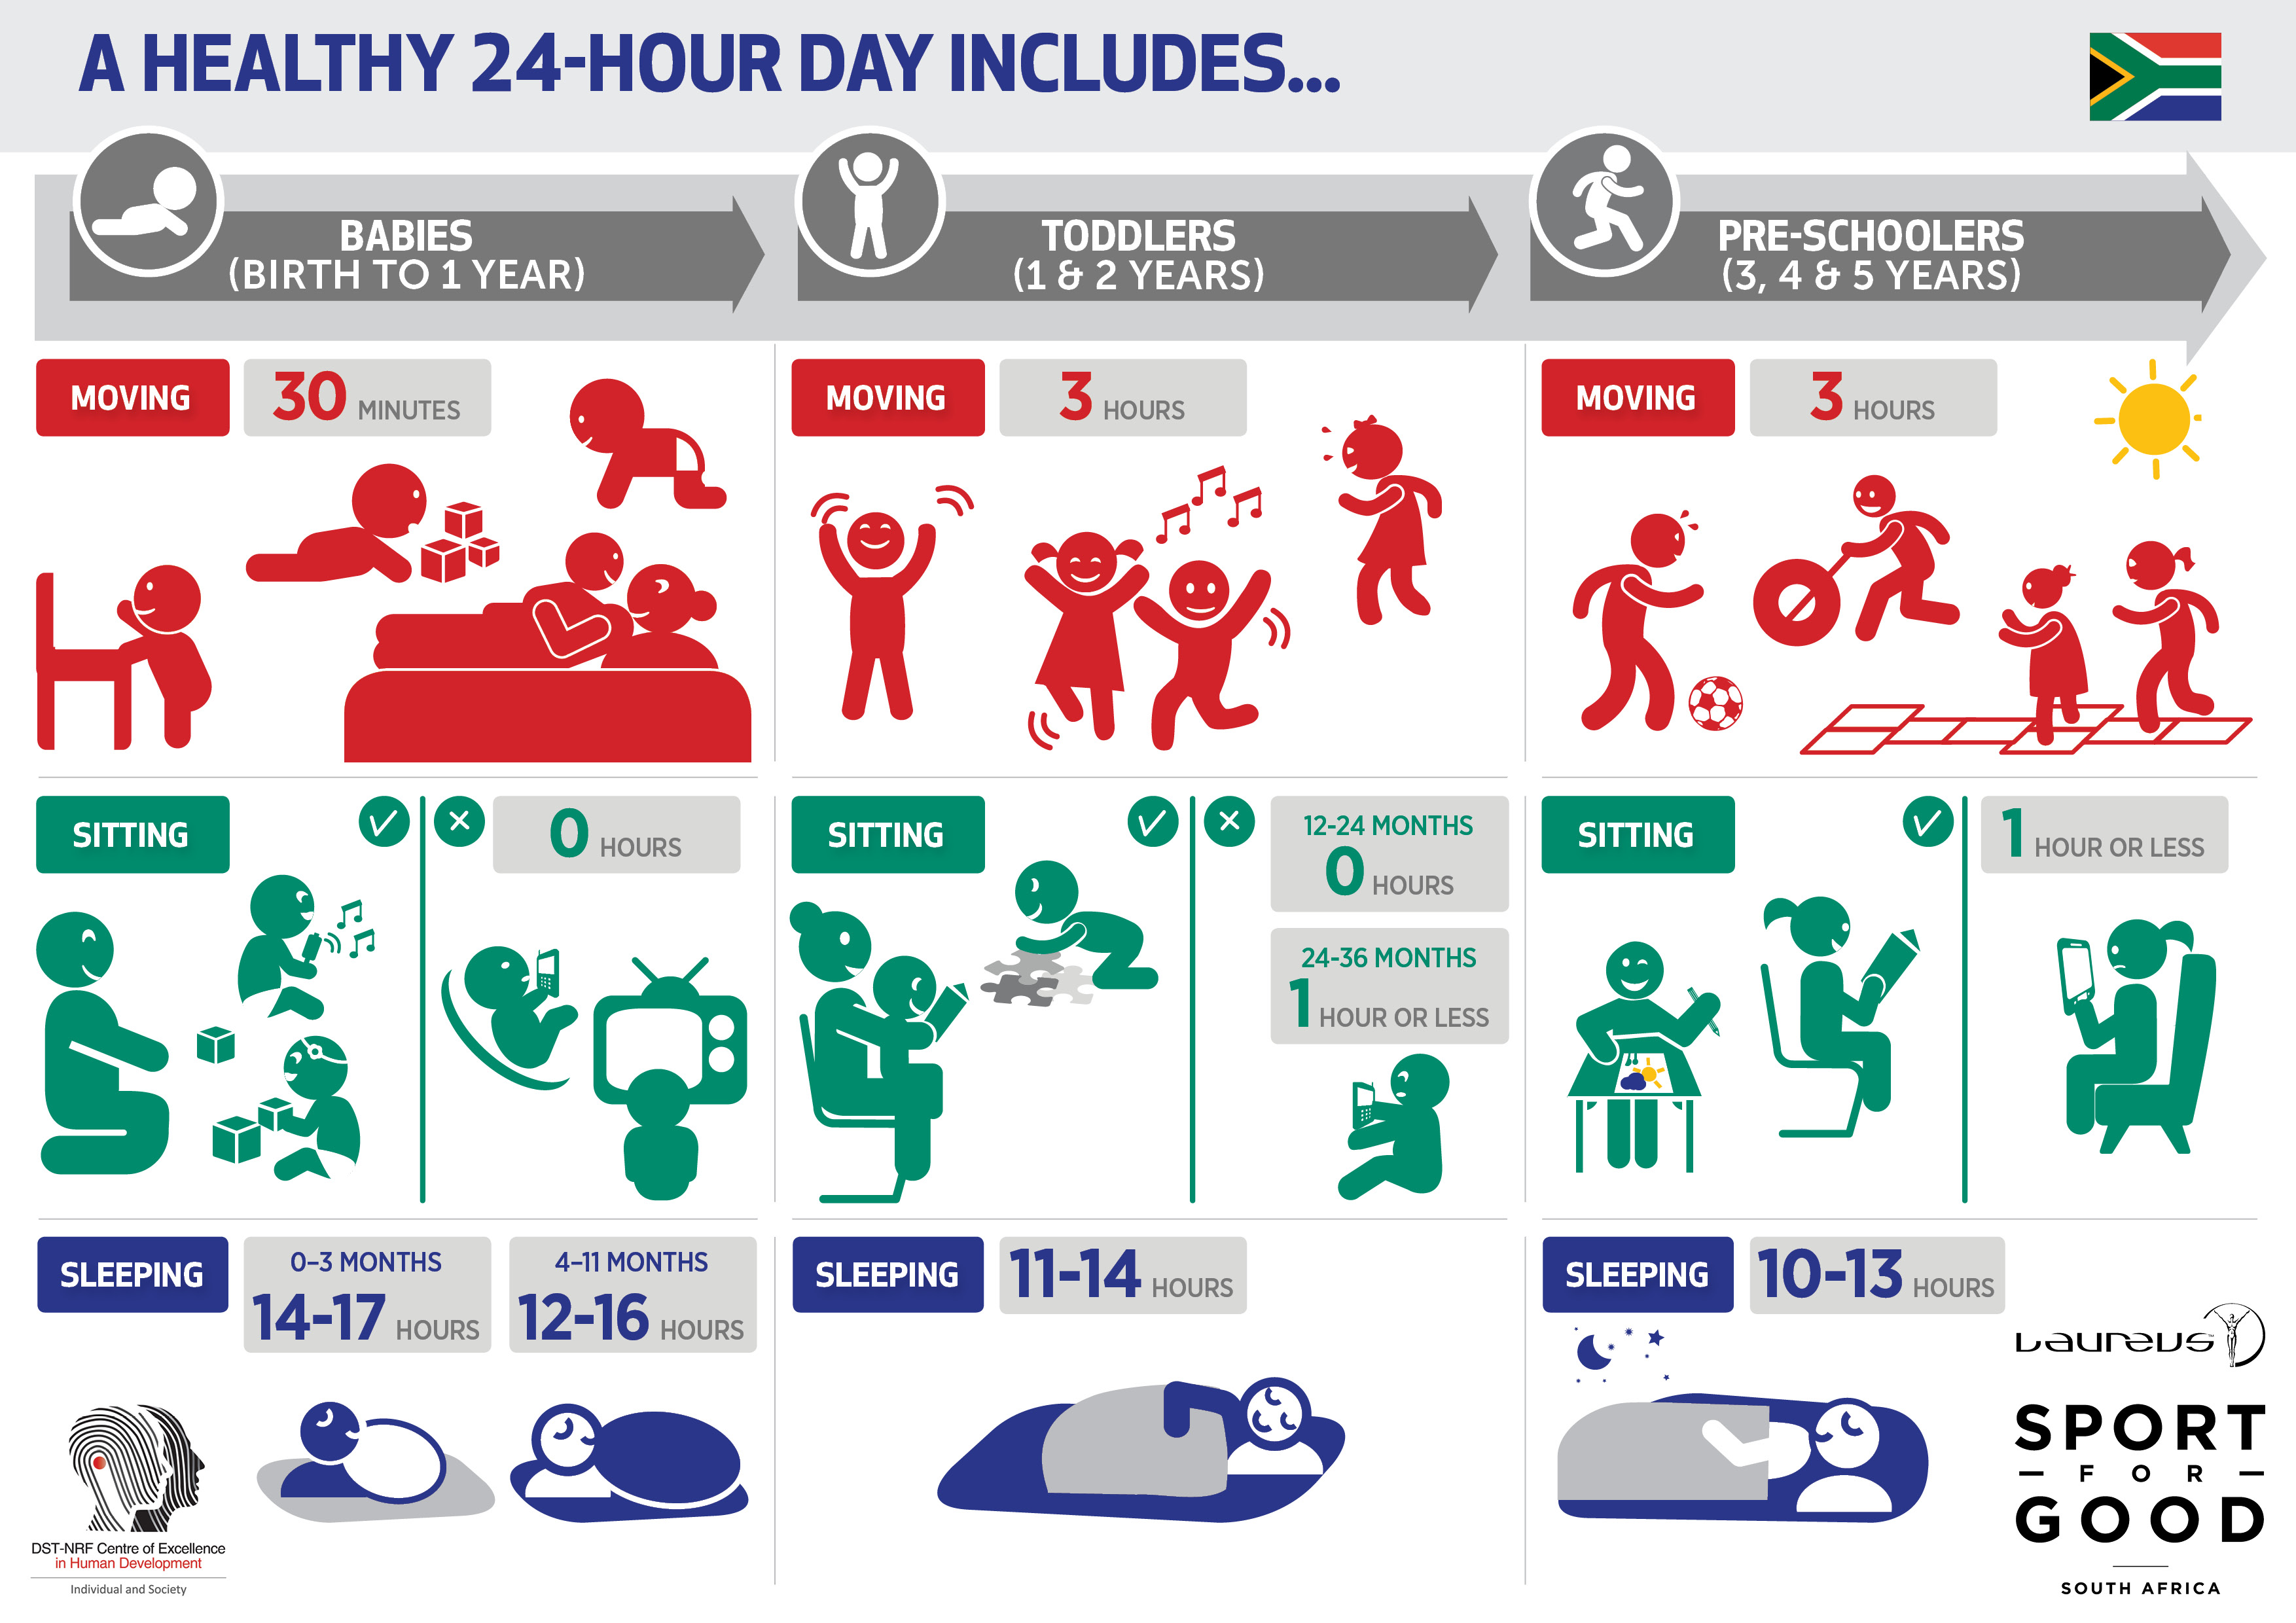 A HEALTHY 24-HOUR DAY INCLUDES...
BABIES
(BIRTH TO 1 YEAR)
TODDLERS
(1 & 2 YEARS)
PRE-SCHOOLERS
(3, 4 & 5 YEARS)
MOVING
30 MINUTES
MOVING
3 HOURS
MOVING
3 HOURS
SITTING
0 HOURS
SITTING
12-24 MONTHS
0 HOURS
24-36 MONTHS
1 HOUR OR LESS
SITTING
1 HOUR OR LESS
SLEEPING
0–3 MONTHS
14-17 HOURS
4–11 MONTHS
12-16 HOURS
SLEEPING
11-14 HOURS
SLEEPING
10-13 HOURS
DST-NRF Centre of Excellence
in Human Development
Individual and Society
LAUREUS™
SPORT
— F O R —
GOOD
SOUTH AFRICA